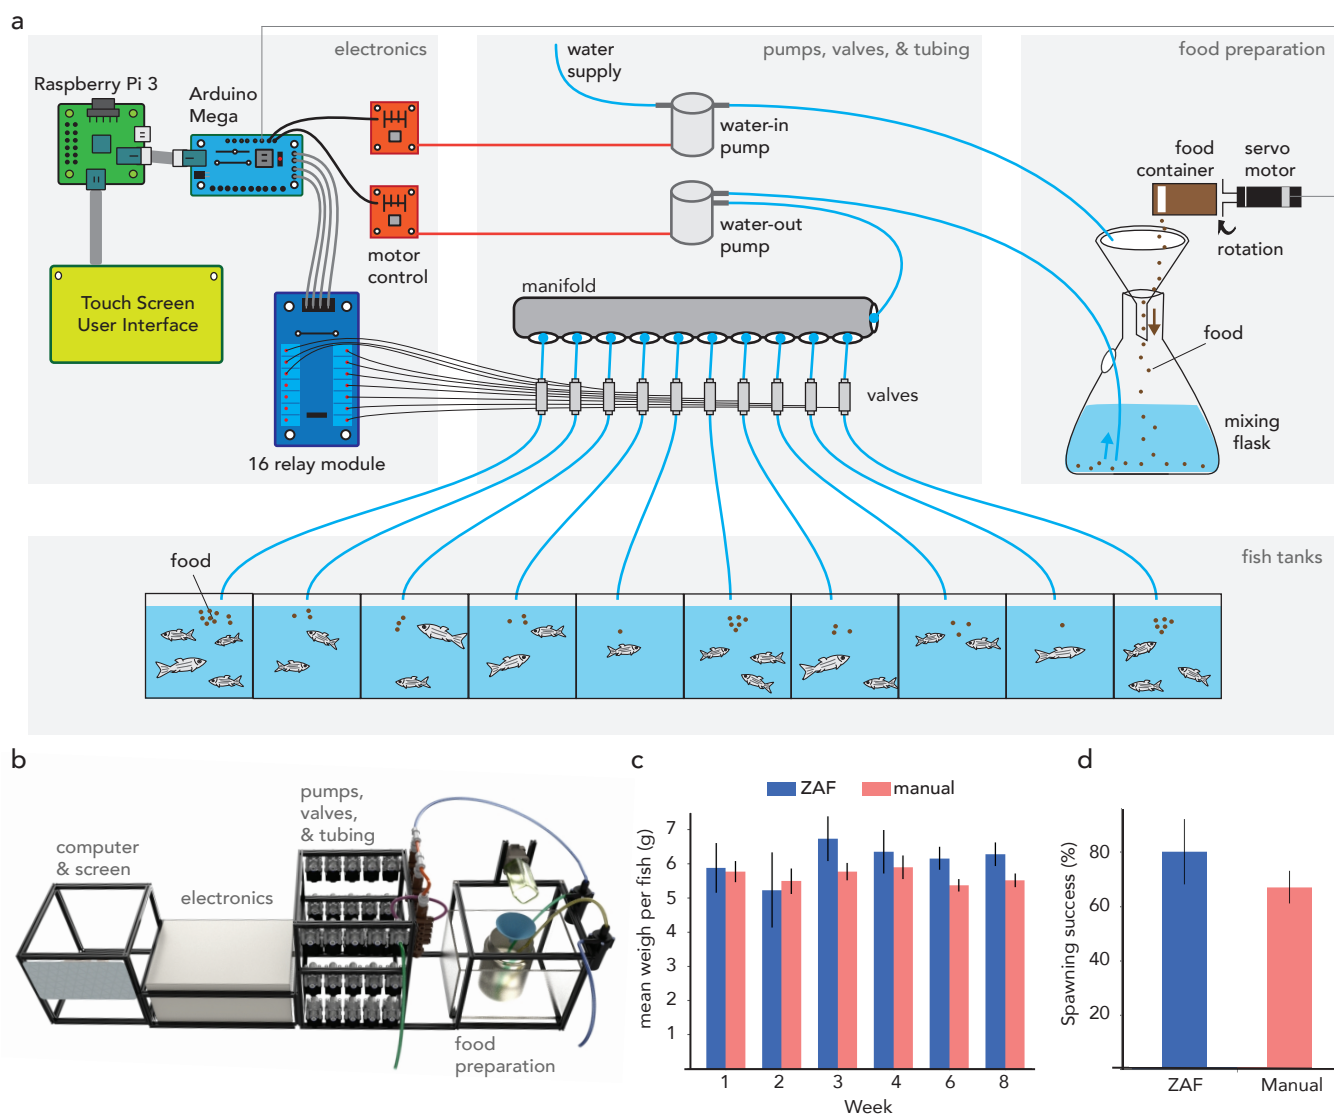 a
electronics
pumps, valves, & tubing
food preparation
Raspberry Pi 3
Arduino
Mega
Touch Screen
User Interface
motor
control
16 relay module
water
supply
water-in
pump
water-out
pump
manifold
valves
food
container
servo
motor
rotation
food
mixing
flask
fish tanks
food
b
computer
& screen
electronics
pumps,
valves,
& tubing
food
preparation
c
ZAF
manual
mean weigh per fish (g)
7
6
5
4
3
2
1
1
2
3
4
6
8
Week
d
Spawning success (%)
80
60
40
20
ZAF
Manual